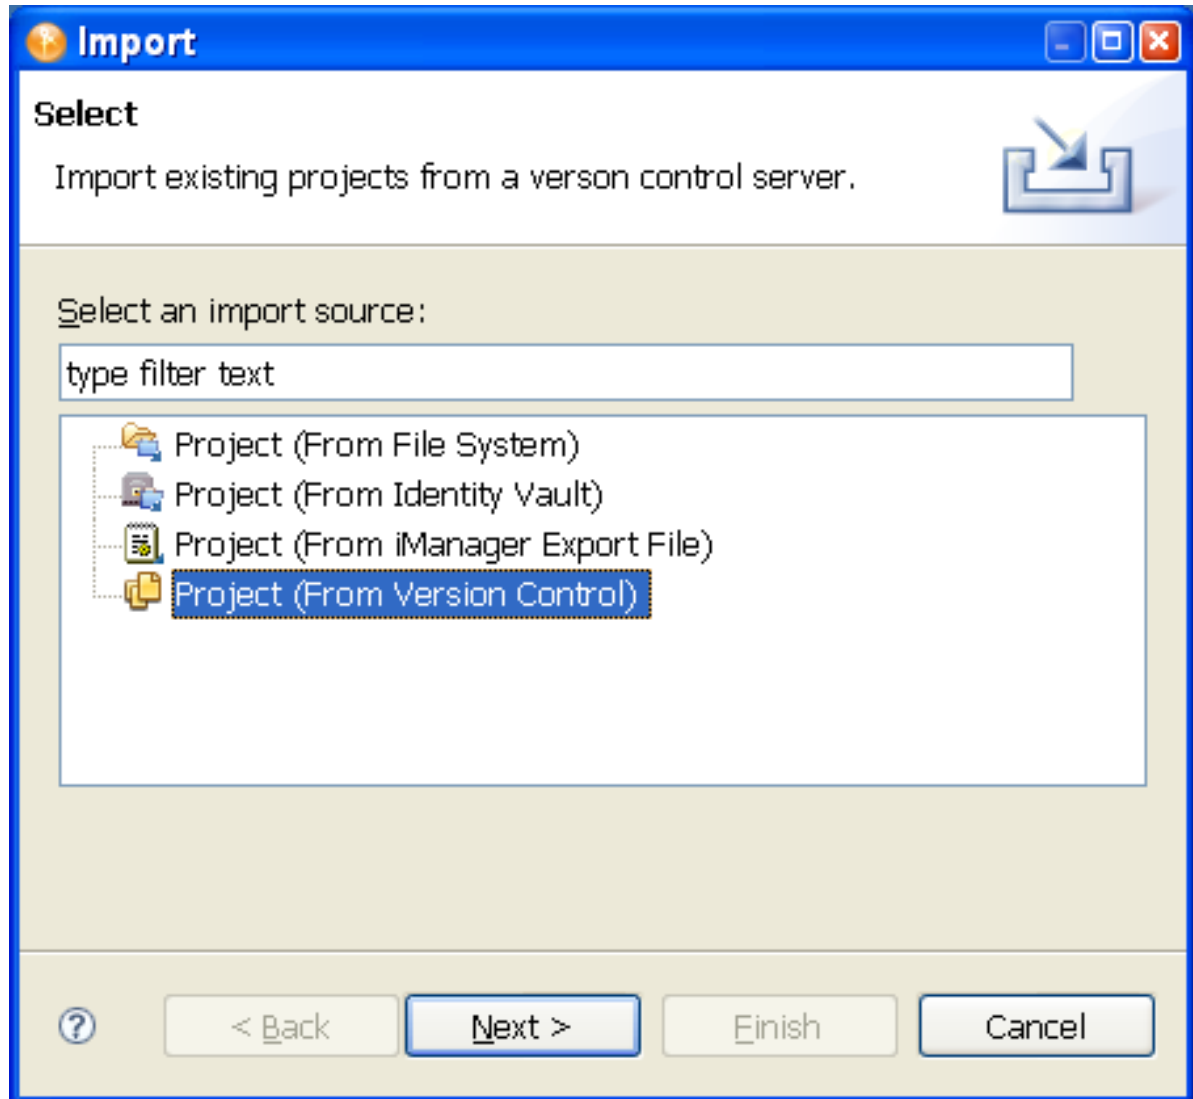 Import
Select
Import existing projects from a verson control server.
Select an import source:
type filter text
Project (From File System)
Project (From Identity Vault)
Project (From iManager Export File)
Project (From Version Control)
? < Back Next > Finish Cancel